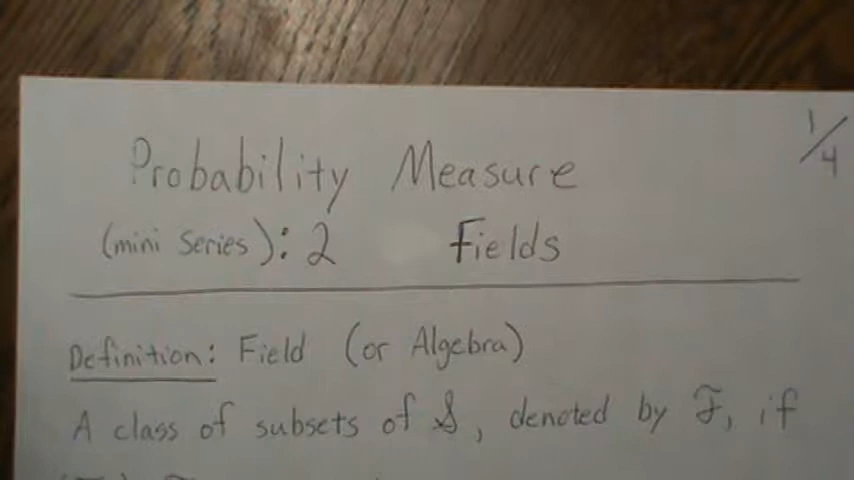 1/4
Probability Measure
(mini Series): 2 Fields
Definition: Field (or Algebra)
A class of subsets of S, denoted by F, if